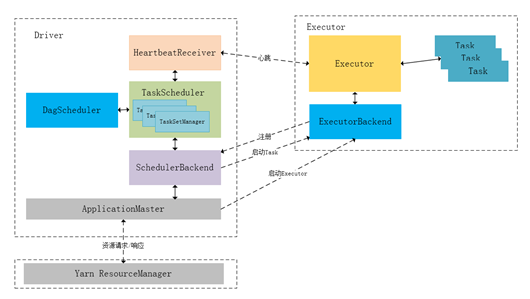 Driver
HeartbeatReceiver
TaskScheduler
Ta
Ta
TaskSetManager
DagScheduler
SchedulerBackend
ApplicationMaster
资源请求/响应
Yarn ResourceManager
心跳
注册
启动Task
启动Executor
Executor
Executor
Task
Task
Task
ExecutorBackend